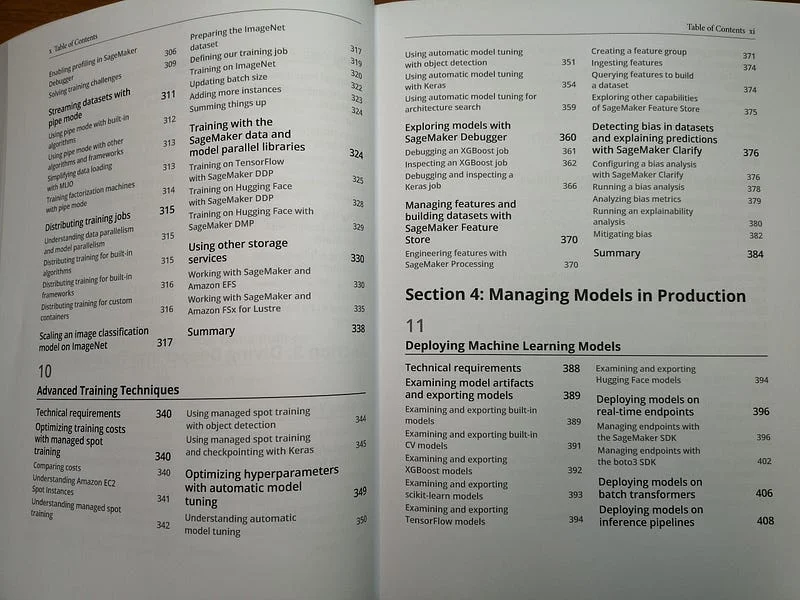 x Table of Contents
Enabling profiling in SageMaker
Debugger 306
Solving training challenges 309
Streaming datasets with
pipe mode 311
Using pipe mode with built-in
algorithms 312
Using pipe mode with other
algorithms and frameworks 313
Simplifying data loading
with MLIO 313
Training factorization machines
with pipe mode 314
Distributing training jobs 315
Understanding data parallelism
and model parallelism 315
Distributing training for built-in
algorithms 315
Distributing training for built-in
frameworks 316
Distributing training for custom
containers 316
Scaling an image classification
model on ImageNet 317
Preparing the ImageNet
dataset 317
Defining our training job 319
Training on ImageNet 320
Updating batch size 322
Adding more instances 323
Summing things up 324
Training with the
SageMaker data and
model parallel libraries 324
Training on TensorFlow
with SageMaker DDP 325
Training on Hugging Face
with SageMaker DDP 328
Training on Hugging Face with
SageMaker DMP 329
Using other storage
services 330
Working with SageMaker and
Amazon EFS 330
Working with SageMaker and
Amazon FSx for Lustre 335
Summary 338
10
Advanced Training Techniques
Technical requirements 340
Optimizing training costs
with managed spot
training 340
Comparing costs 340
Understanding Amazon EC2
Spot Instances 341
Understanding managed spot
training 342
Using managed spot training
with object detection 344
Using managed spot training
and checkpointing with Keras 345
Optimizing hyperparameters
with automatic model
tuning 349
Understanding automatic
model tuning 350
Table of Contents xi
Using automatic model tuning
with object detection 351
Using automatic model tuning
with Keras 354
Using automatic model tuning for
architecture search 359
Exploring models with
SageMaker Debugger 360
Debugging an XGBoost job 361
Inspecting an XGBoost job 362
Debugging and inspecting a
Keras job 366
Managing features and
building datasets with
SageMaker Feature
Store 370
Engineering features with
SageMaker Processing 370
Creating a feature group 371
Ingesting features 374
Querying features to build
a dataset 374
Exploring other capabilities
of SageMaker Feature Store 375
Detecting bias in datasets
and explaining predictions
with SageMaker Clarify 376
Configuring a bias analysis
with SageMaker Clarify 376
Running a bias analysis 378
Analyzing bias metrics 379
Running an explainability
analysis 380
Mitigating bias 382
Summary 384
Section 4: Managing Models in Production
11
Deploying Machine Learning Models
Technical requirements 388
Examining model artifacts
and exporting models 389
Examining and exporting built-in
models 389
Examining and exporting built-in
CV models 391
Examining and exporting
XGBoost models 392
Examining and exporting
scikit-learn models 393
Examining and exporting
TensorFlow models 394
Examining and exporting
Hugging Face models 394
Deploying models on
real-time endpoints 396
Managing endpoints with
the SageMaker SDK 396
Managing endpoints with
the boto3 SDK 402
Deploying models on
batch transformers 406
Deploying models on
inference pipelines 408